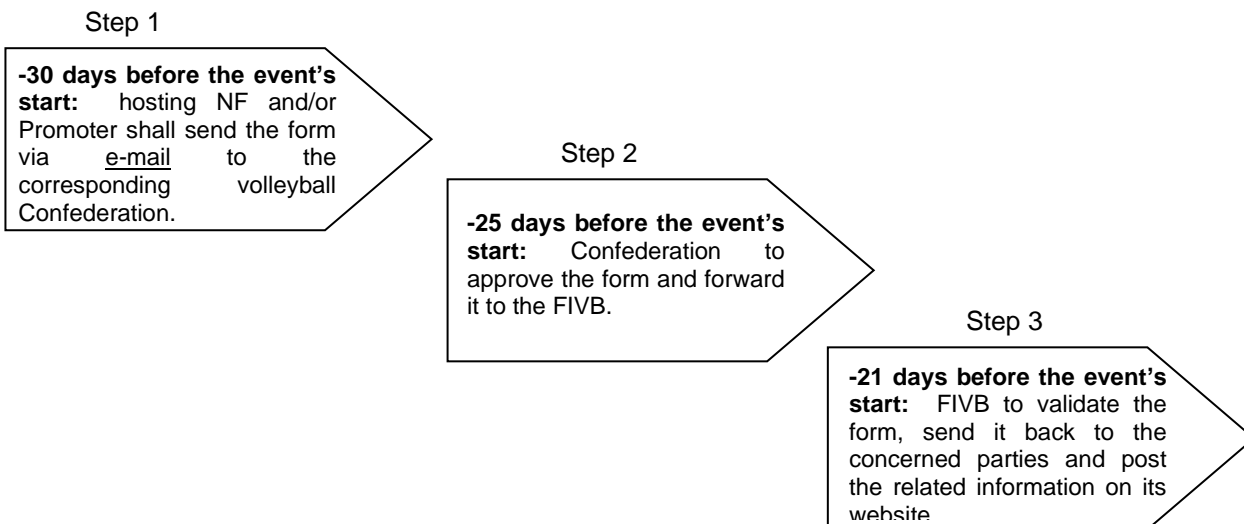 Step 1
-30 days before the event's
start: hosting NF and/or
Promoter shall send the form
via e-mail to the
corresponding volleyball
Confederation.
Step 2
-25 days before the event's
start: Confederation to
approve the form and forward
it to the FIVB.
Step 3
-21 days before the event's
start: FIVB to validate the
form, send it back to the
concerned parties and post
the related information on its
website